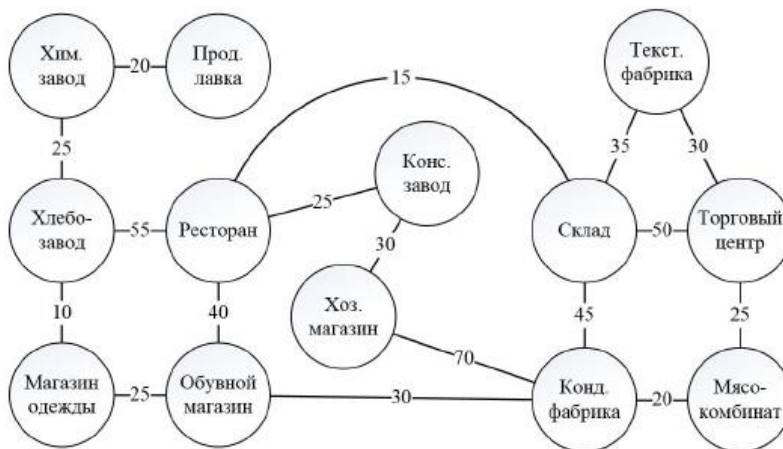 Хим.
завод
20
Прод.
лавка
15
Текст.
фабрика
25
35
30
Конс.
завод
Хлебо-
завод
55
Ресторан
25
Склад
50
Торговый
центр
30
10
40
Хоз.
магазин
45
25
70
Магазин
одежды
25
Обувной
магазин
30
Конд.
фабрика
20
Мясо-
комбинат